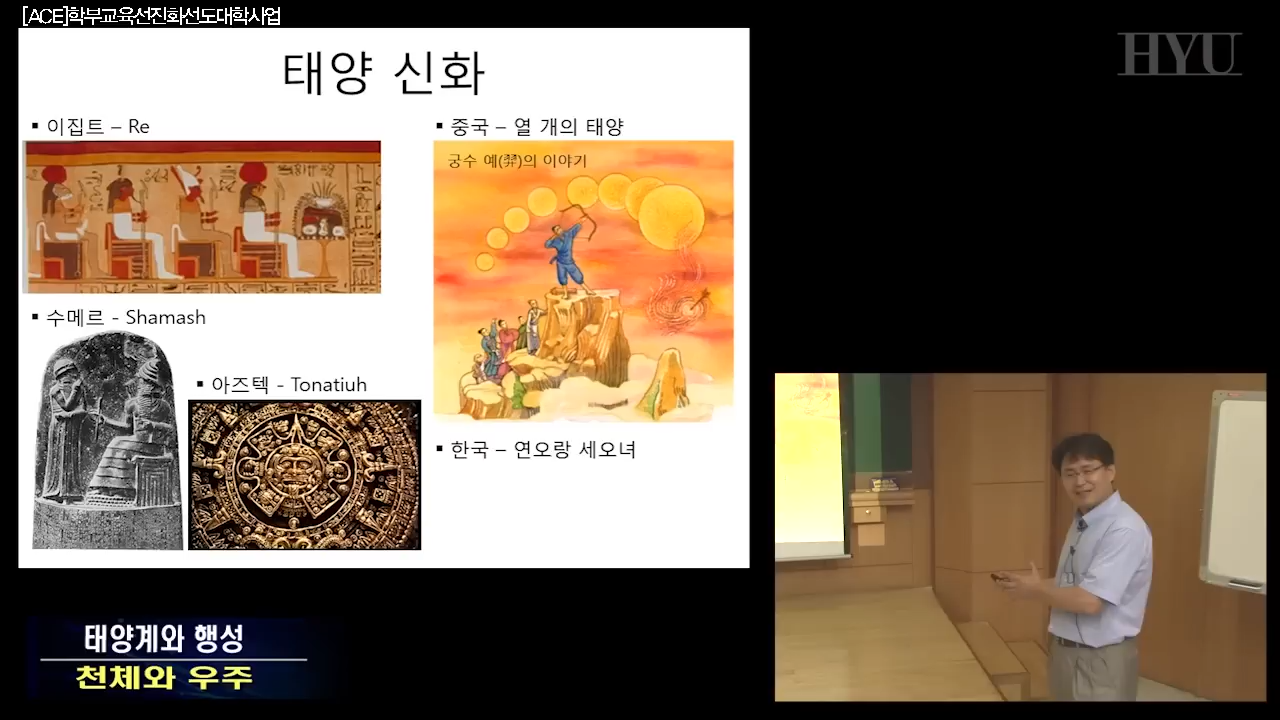 [ACE]학부교육선진화선도대학사업
HYU
태양 신화
▪ 이집트 – Re
▪ 중국 – 열 개의 태양
궁수 예(羿)의 이야기
▪ 수메르 - Shamash
▪ 아즈텍 - Tonatiuh
▪ 한국 – 연오랑 세오녀
태양계와 행성
천체와 우주